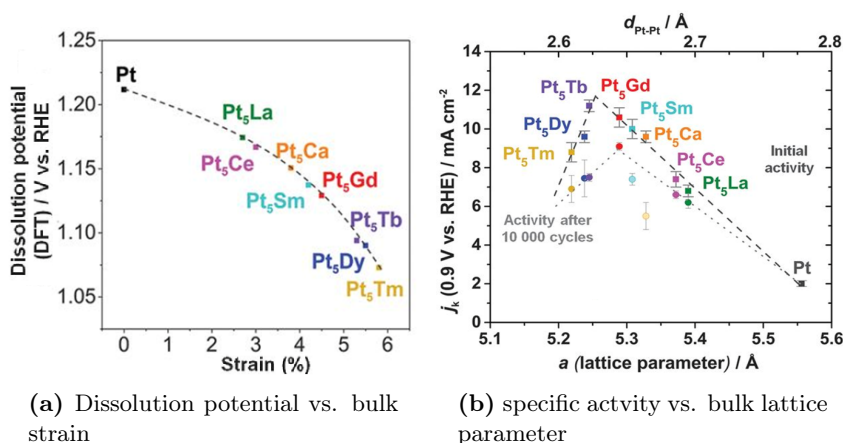 (a)
1.25
1.20
1.15
1.10
1.05
Dissolution potential
(DFT) / V vs. RHE
Pt
Pt5La
Pt5Ce
Pt5Ca
Pt5Sm
Pt5Gd
Pt5Tb
Pt5Dy
Pt5Tm
0 1 2 3 4 5 6
Strain (%)
(b)
dPt-Pt / Å
2.6 2.7 2.8
14
12
10
8
6
4
2
0
jk (0.9 V vs. RHE) / mA cm-2
Pt5Tb
Pt5Gd
Pt5Dy
Pt5Sm
Pt5Tm
Pt5Ca
Pt5Ce
Pt5La
Pt
Initial
activity
Activity after
10 000 cycles
5.1 5.2 5.3 5.4 5.5 5.6
a (lattice parameter) / Å
(a) Dissolution potential vs. bulk
strain
(b) specific actvity vs. bulk lattice
parameter